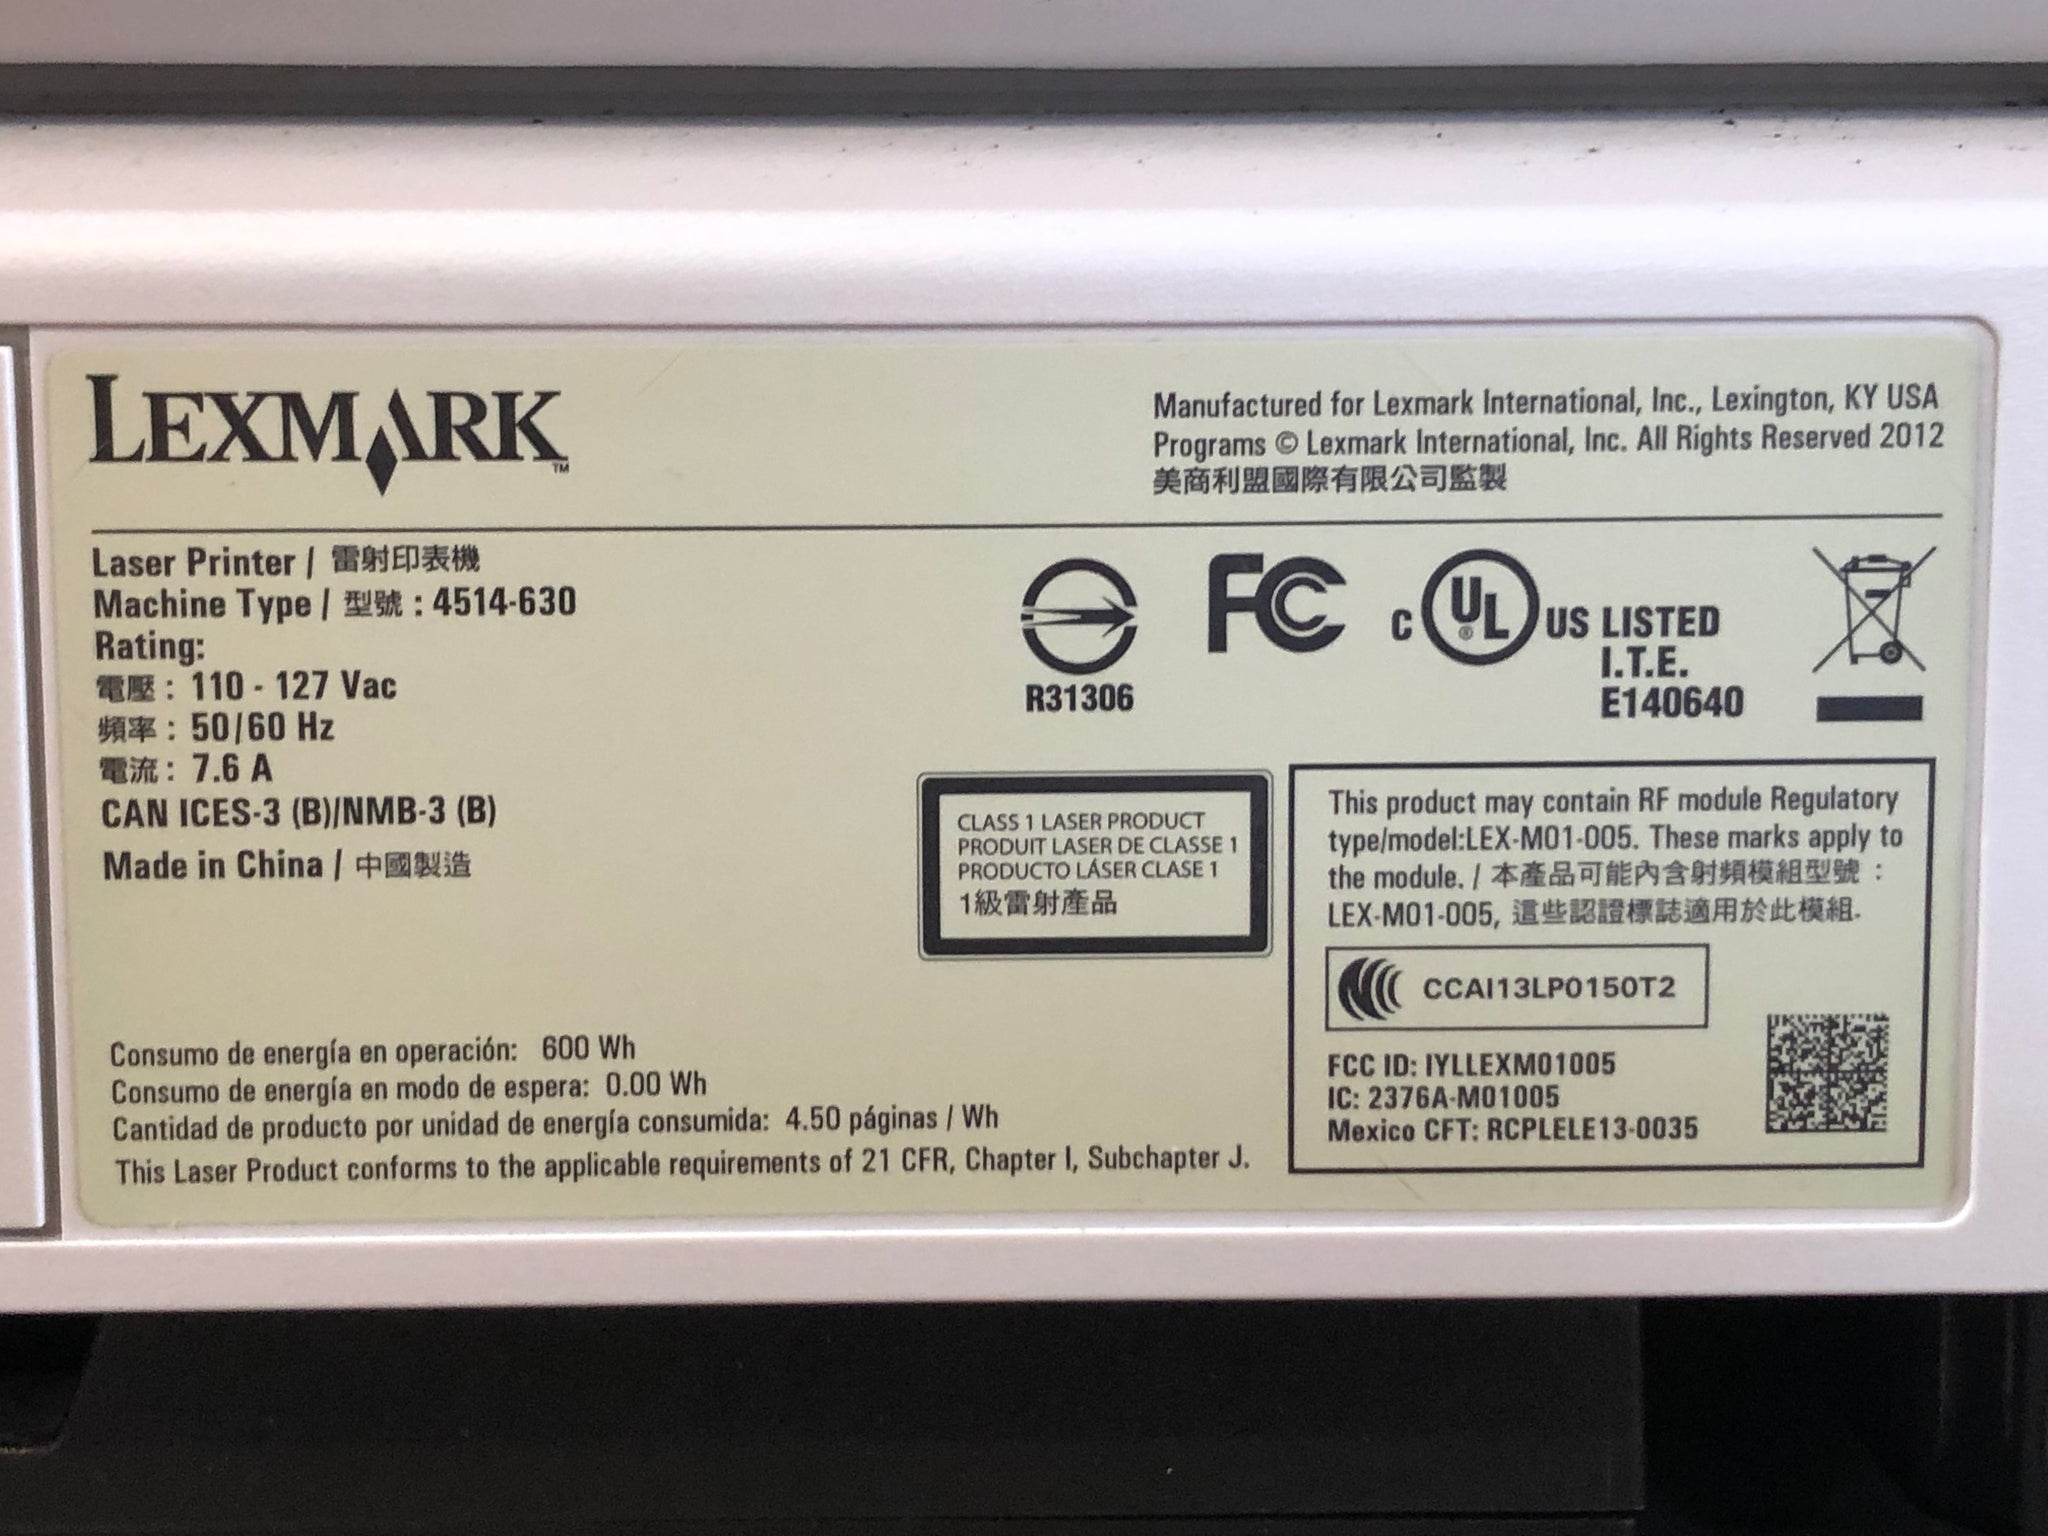 LEXMARK™
Manufactured for Lexmark International, Inc., Lexington, KY USA
Programs © Lexmark International, Inc. All Rights Reserved 2012
美商利盟國際有限公司監製
Laser Printer / 雷射印表機
Machine Type / 型號 : 4514-630
Rating:
電壓 : 110 - 127 Vac
頻率 : 50/60 Hz
電流 : 7.6 A
CAN ICES-3 (B)/NMB-3 (B)
Made in China / 中國製造
R31306
FC
C UL® US LISTED
I.T.E.
E140640
CLASS 1 LASER PRODUCT
PRODUIT LASER DE CLASSE 1
PRODUCTO LÁSER CLASE 1
1級雷射產品
This product may contain RF module Regulatory
type/model:LEX-M01-005. These marks apply to
the module. / 本產品可能內含射頻模組型號 :
LEX-M01-005, 這些認證標誌適用於此模組.
CCAI13LP0150T2
FCC ID: IYLLEXM01005
IC: 2376A-M01005
Mexico CFT: RCPLELE13-0035
Consumo de energía en operación: 600 Wh
Consumo de energía en modo de espera: 0.00 Wh
Cantidad de producto por unidad de energía consumida: 4.50 páginas / Wh
This Laser Product conforms to the applicable requirements of 21 CFR, Chapter I, Subchapter J.